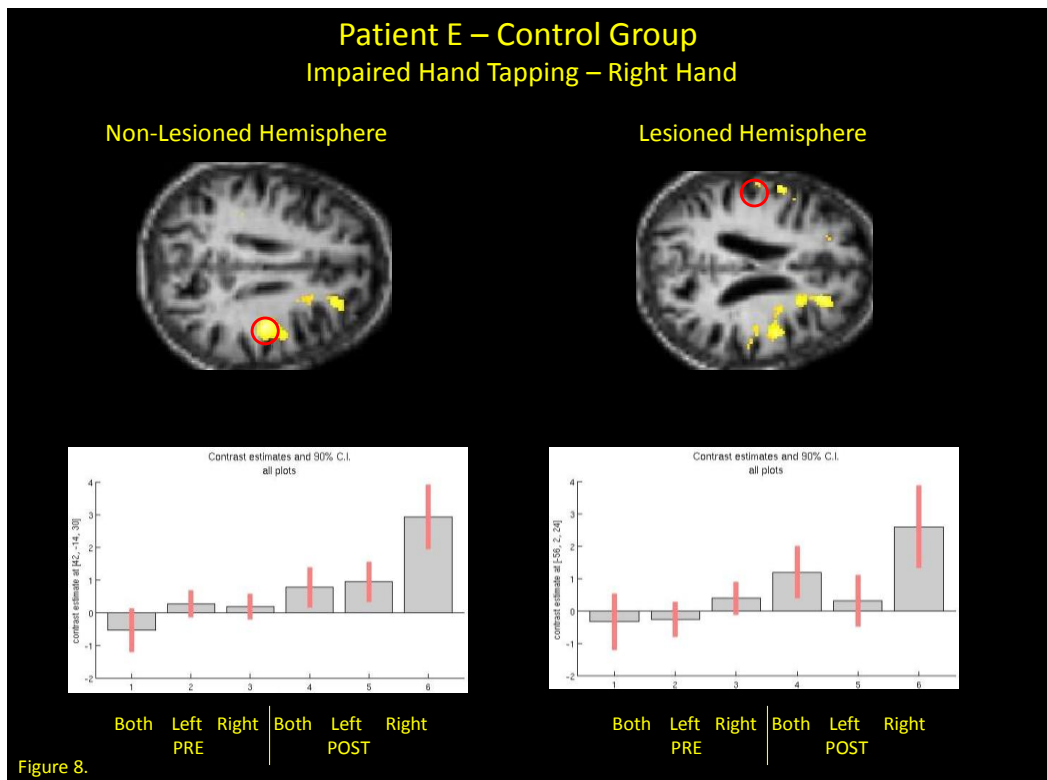 Patient E – Control Group
Impaired Hand Tapping – Right Hand
Non-Lesioned Hemisphere
Lesioned Hemisphere
Contrast estimates and 90% C.I.
all plots
contrast estimate at [42, -14, 30]
4
3
2
1
0
-1
-2
1 2 3 4 5 6
Both Left Right Both Left Right
PRE POST
Contrast estimates and 90% C.I.
all plots
contrast estimate at [-56, 2, 24]
4
3
2
1
0
-1
-2
1 2 3 4 5 6
Both Left Right Both Left Right
PRE POST
Figure 8.